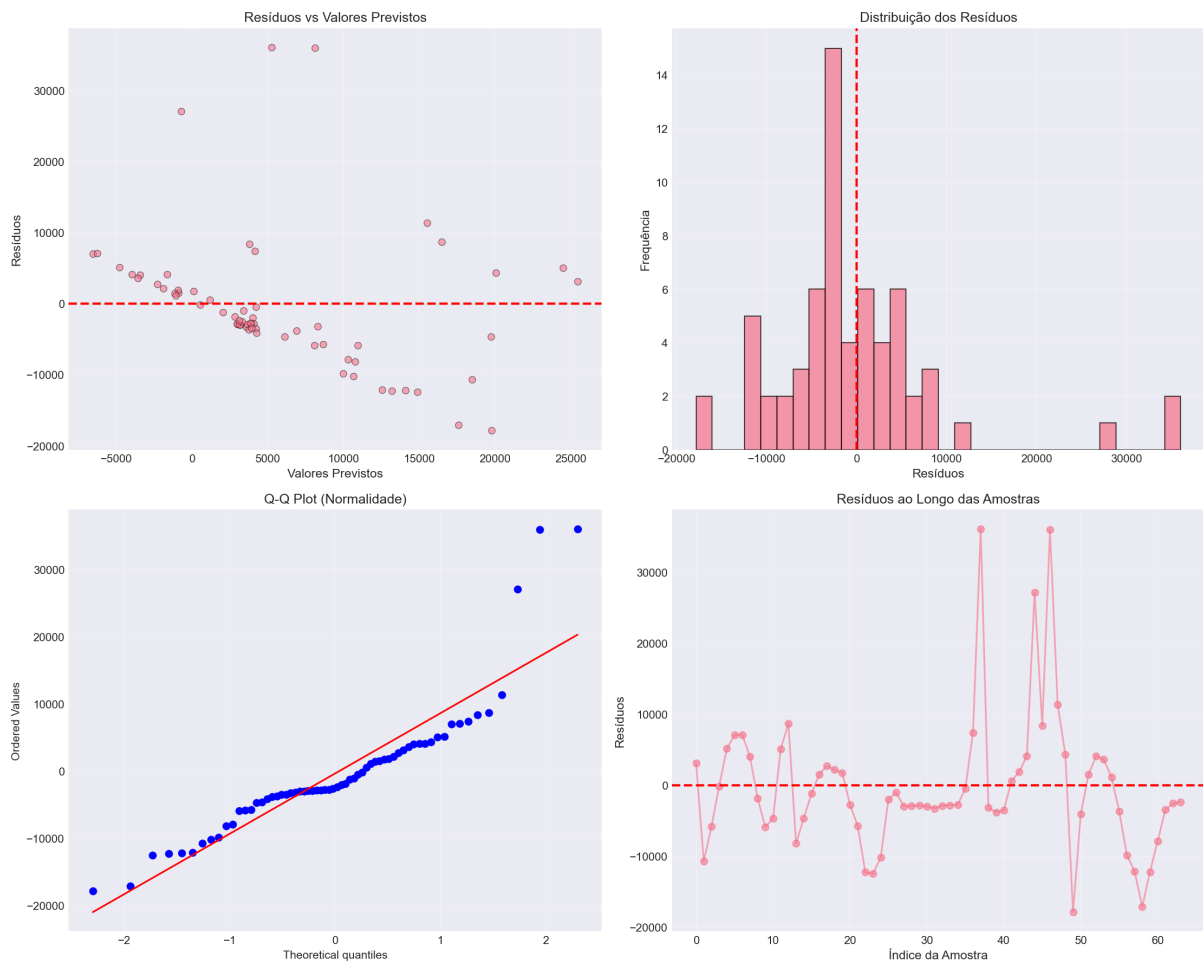 Resíduos vs Valores Previstos
Resíduos
30000
20000
10000
0
−10000
−20000
−5000 0 5000 10000 15000 20000 25000
Valores Previstos
Distribuição dos Resíduos
Frequência
14
12
10
8
6
4
2
0
−20000 −10000 0 10000 20000 30000
Resíduos
Q-Q Plot (Normalidade)
Ordered Values
30000
20000
10000
0
−10000
−20000
−2 −1 0 1 2
Theoretical quantiles
Resíduos ao Longo das Amostras
Resíduos
30000
20000
10000
0
−10000
−20000
0 10 20 30 40 50 60
Índice da Amostra